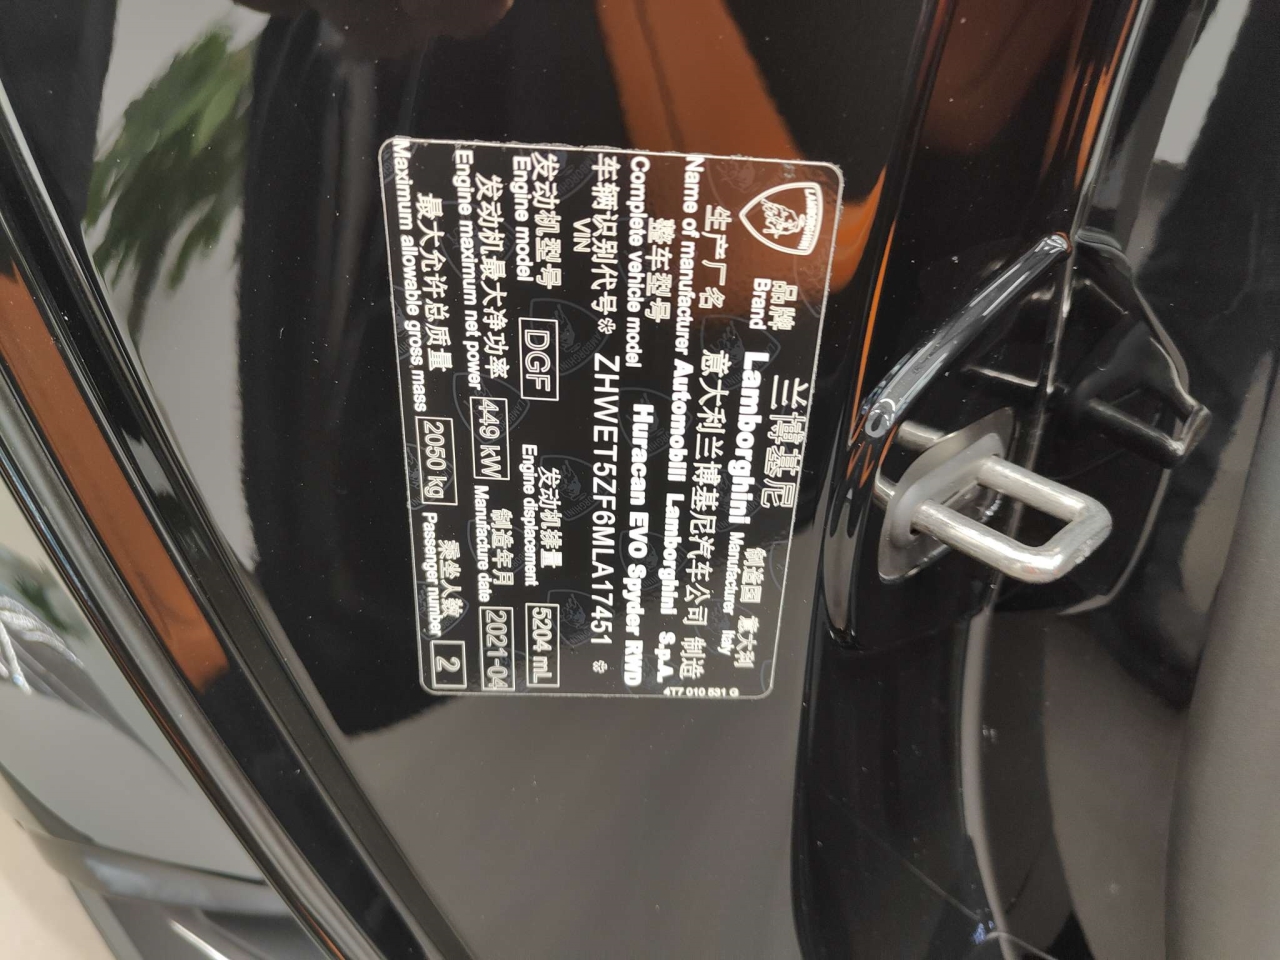 LAMBORGHINI
品牌 兰博基尼 制造国 意大利
Brand Lamborghini Manufacturer Italy
生产厂名 意大利兰博基尼汽车公司 制造
Name of manufacturer Automobili Lamborghini S.p.A.
整车型号
Complete vehicle model Huracan EVO Spyder RWD
车辆识别代号 ※ ZHWET5ZF6MLA17451 ※
VIN
发动机型号 DGF 发动机排量 5204 mL
Engine model Engine displacement
发动机最大净功率 449 kW 制造年月 2021-04
Engine maximum net power Manufacture date
最大允许总质量 2050 kg 乘坐人数 2
Maximum allowable gross mass Passenger number
4T7 010 531 G